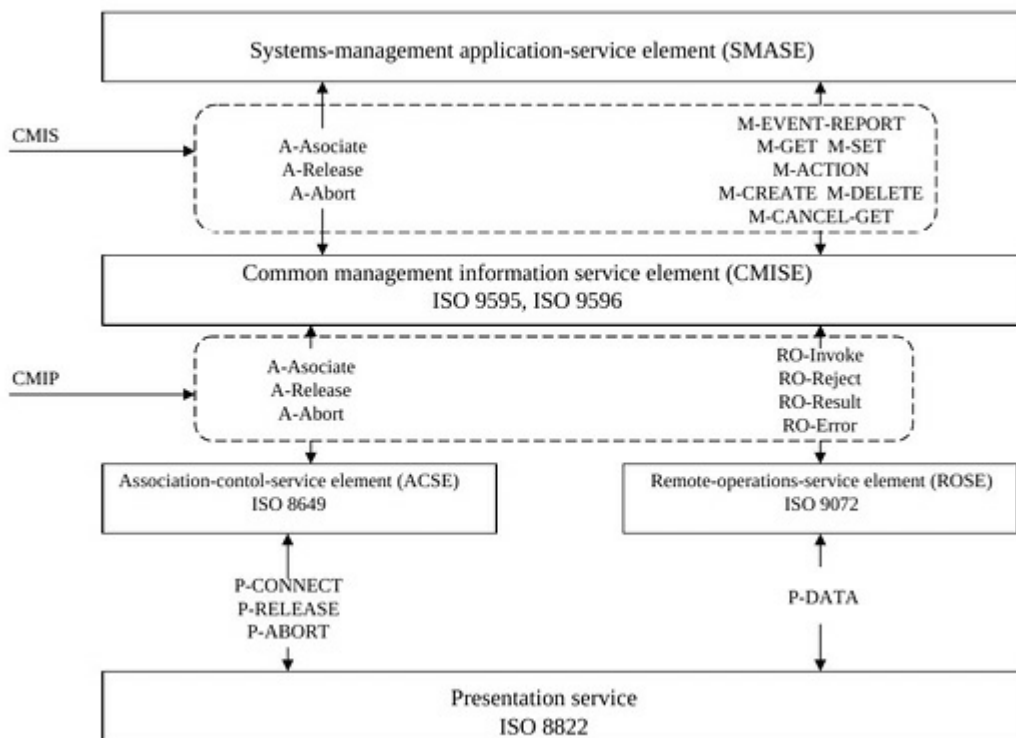 Systems-management application-service element (SMASE)
CMIS
A-Asociate
A-Release
A-Abort
M-EVENT-REPORT
M-GET M-SET
M-ACTION
M-CREATE M-DELETE
M-CANCEL-GET
Common management information service element (CMISE)
ISO 9595, ISO 9596
CMIP
A-Asociate
A-Release
A-Abort
RO-Invoke
RO-Reject
RO-Result
RO-Error
Association-contol-service element (ACSE)
ISO 8649
Remote-operations-service element (ROSE)
ISO 9072
P-CONNECT
P-RELEASE
P-ABORT
P-DATA
Presentation service
ISO 8822